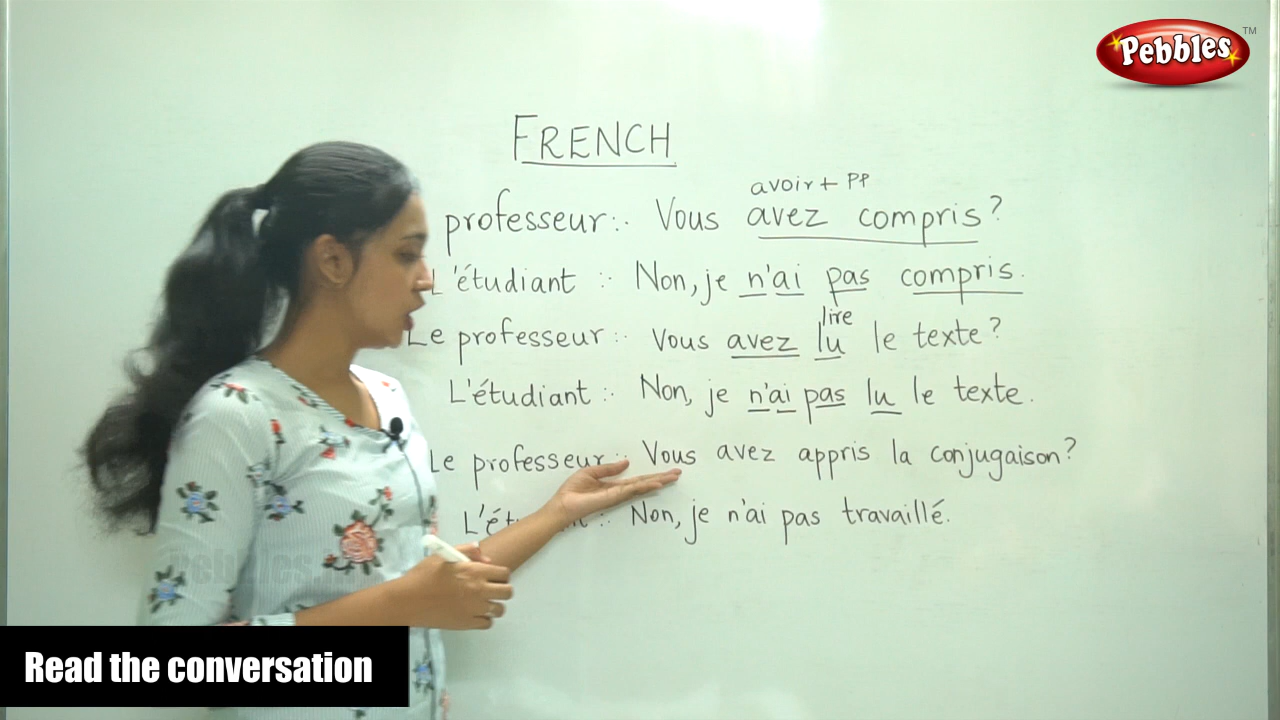 Pebbles TM
FRENCH
avoir + PP
professeur :. Vous avez compris?
L'étudiant :. Non, je n'ai pas compris.
lire
Le professeur :. Vous avez lu le texte?
L'étudiant :. Non, je n'ai pas lu le texte.
Le professeur :. Vous avez appris la conjugaison?
L'ét :. Non, je n'ai pas travaillé.
pebbles
Read the conversation